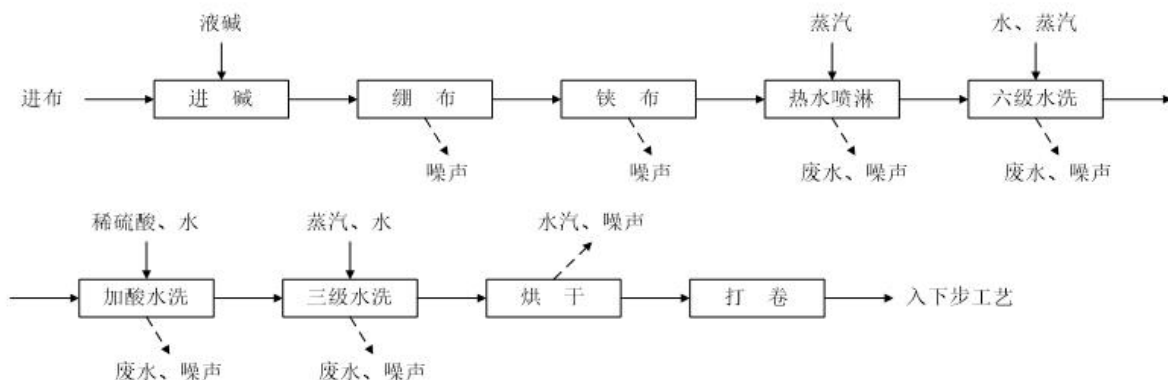 液碱 蒸汽 水、蒸汽
进布 进 碱 绷 布 铗 布 热水喷淋 六级水洗
噪声 噪声 废水、噪声 废水、噪声
稀硫酸、水 蒸汽、水 水汽、噪声
加酸水洗 三级水洗 烘 干 打 卷 入下步工艺
废水、噪声 废水、噪声